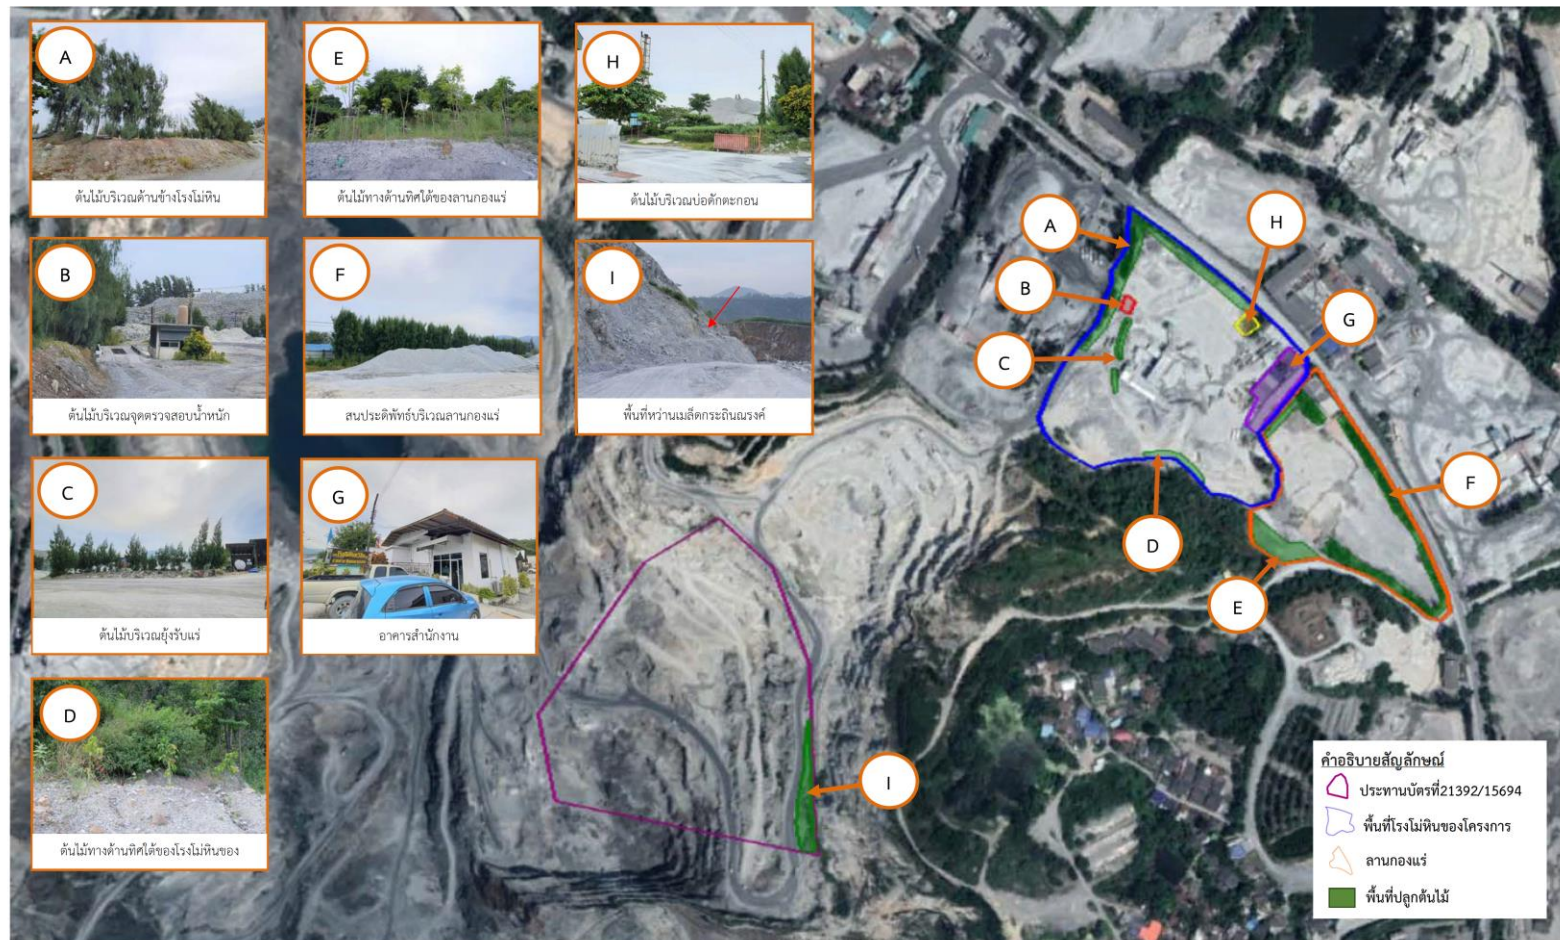 A
ต้นไม้บริเวณด้านข้างโรงโม่หิน
E
ต้นไม้ทางด้านทิศใต้ของลานกองแร่
H
ต้นไม้บริเวณบ่อดักตะกอน
B
ต้นไม้บริเวณจุดตรวจสอบน้ำหนัก
F
สนประดิพัทธ์บริเวณลานกองแร่
I
พื้นที่หว่านเมล็ดกระถินณรงค์
C
ต้นไม้บริเวณยุ้งรับแร่
G
อาคารสำนักงาน
D
ต้นไม้ทางด้านทิศใต้ของโรงโม่หินของ
A
H
B
G
C
F
D
E
I
คำอธิบายสัญลักษณ์
ประทานบัตรที่21392/15694
พื้นที่โรงโม่หินของโครงการ
ลานกองแร่
พื้นที่ปลูกต้นไม้